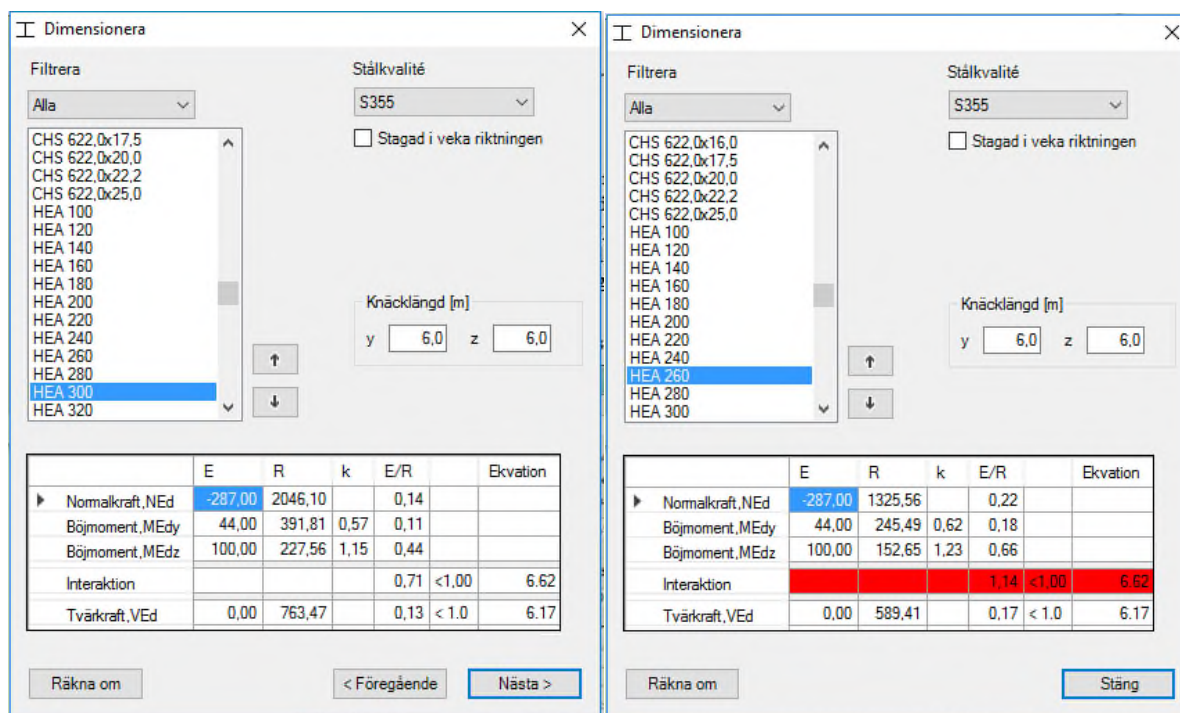 Dimensionera
Filtrera
Stålkvalité
Alla
S355
CHS 622,0x17,5
CHS 622,0x20,0
CHS 622,0x22,2
CHS 622,0x25,0
HEA 100
HEA 120
HEA 140
HEA 160
HEA 180
HEA 200
HEA 220
HEA 240
HEA 260
HEA 280
HEA 300
HEA 320
Stagad i veka riktningen
Knäcklängd [m]
y 6,0 z 6,0
E R k E/R Ekvation
Normalkraft,NEd -287,00 2046,10 0,14
Böjmoment,MEdy 44,00 391,81 0,57 0,11
Böjmoment,MEdz 100,00 227,56 1,15 0,44
Interaktion 0,71 <1,00 6.62
Tvärkraft,VEd 0,00 763,47 0,13 < 1.0 6.17
Räkna om < Föregående Nästa >
Dimensionera
Filtrera
Stålkvalité
Alla
S355
CHS 622,0x16,0
CHS 622,0x17,5
CHS 622,0x20,0
CHS 622,0x22,2
CHS 622,0x25,0
HEA 100
HEA 120
HEA 140
HEA 160
HEA 180
HEA 200
HEA 220
HEA 240
HEA 260
HEA 280
HEA 300
Stagad i veka riktningen
Knäcklängd [m]
y 6,0 z 6,0
E R k E/R Ekvation
Normalkraft,NEd -287,00 1325,56 0,22
Böjmoment,MEdy 44,00 245,49 0,62 0,18
Böjmoment,MEdz 100,00 152,65 1,23 0,66
Interaktion 1,14 <1,00 6.62
Tvärkraft,VEd 0,00 589,41 0,17 < 1.0 6.17
Räkna om Stäng